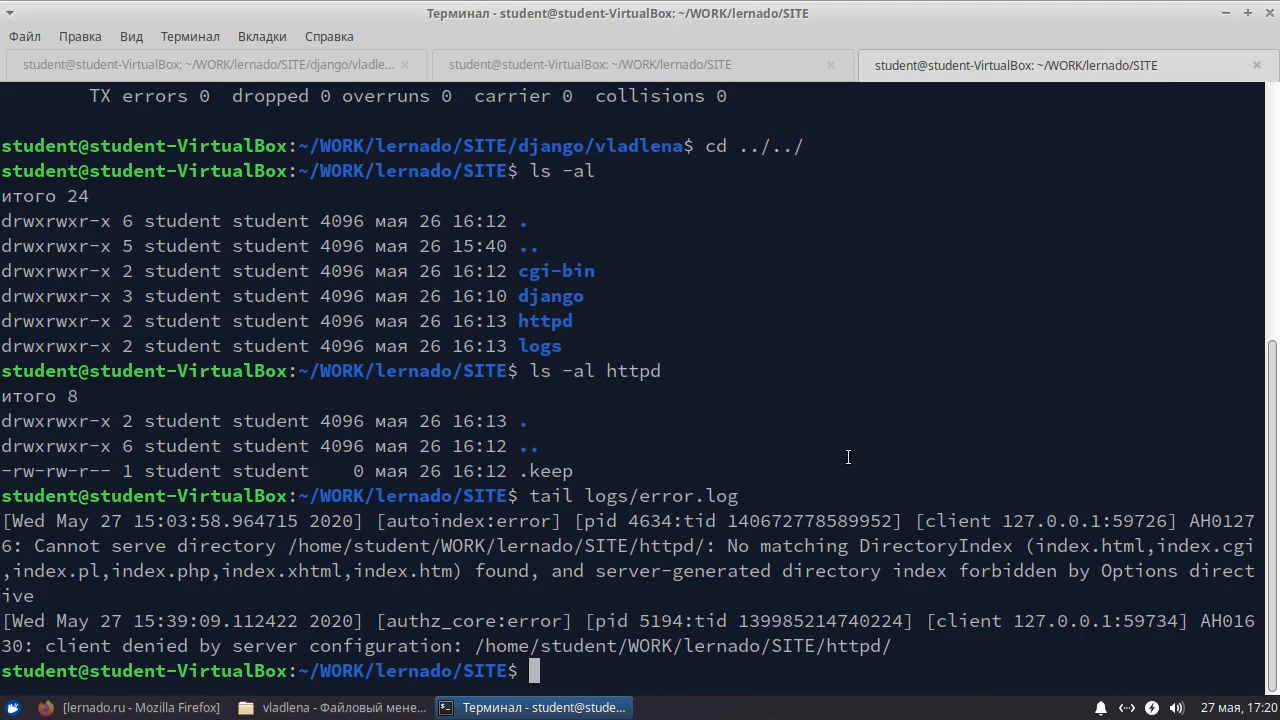 Терминал - student@student-VirtualBox: ~/WORK/lernado/SITE
Файл Правка Вид Терминал Вкладки Справка
student@student-VirtualBox: ~/WORK/lernado/SITE/django/vladle... student@student-VirtualBox: ~/WORK/lernado/SITE student@student-VirtualBox: ~/WORK/lernado/SITE
TX errors 0  dropped 0 overruns 0  carrier 0  collisions 0
student@student-VirtualBox:~/WORK/lernado/SITE/django/vladlena$ cd ../../
student@student-VirtualBox:~/WORK/lernado/SITE$ ls -al
итого 24
drwxrwxr-x 6 student student 4096 мая 26 16:12 .
drwxrwxr-x 5 student student 4096 мая 26 15:40 ..
drwxrwxr-x 2 student student 4096 мая 26 16:12 cgi-bin
drwxrwxr-x 3 student student 4096 мая 26 16:10 django
drwxrwxr-x 2 student student 4096 мая 26 16:13 httpd
drwxrwxr-x 2 student student 4096 мая 26 16:13 logs
student@student-VirtualBox:~/WORK/lernado/SITE$ ls -al httpd
итого 8
drwxrwxr-x 2 student student 4096 мая 26 16:13 .
drwxrwxr-x 6 student student 4096 мая 26 16:12 ..
-rw-rw-r-- 1 student student    0 мая 26 16:12 .keep
student@student-VirtualBox:~/WORK/lernado/SITE$ tail logs/error.log
[Wed May 27 15:03:58.964715 2020] [autoindex:error] [pid 4634:tid 140672778589952] [client 127.0.0.1:59726] AH0127
6: Cannot serve directory /home/student/WORK/lernado/SITE/httpd/: No matching DirectoryIndex (index.html,index.cgi
,index.pl,index.php,index.xhtml,index.htm) found, and server-generated directory index forbidden by Options direct
ive
[Wed May 27 15:39:09.112422 2020] [authz_core:error] [pid 5194:tid 139985214740224] [client 127.0.0.1:59734] AH016
30: client denied by server configuration: /home/student/WORK/lernado/SITE/httpd/
student@student-VirtualBox:~/WORK/lernado/SITE$
[lernado.ru - Mozilla Firefox] vladlena - Файловый мене... Терминал - student@stude... 27 мая, 17:20